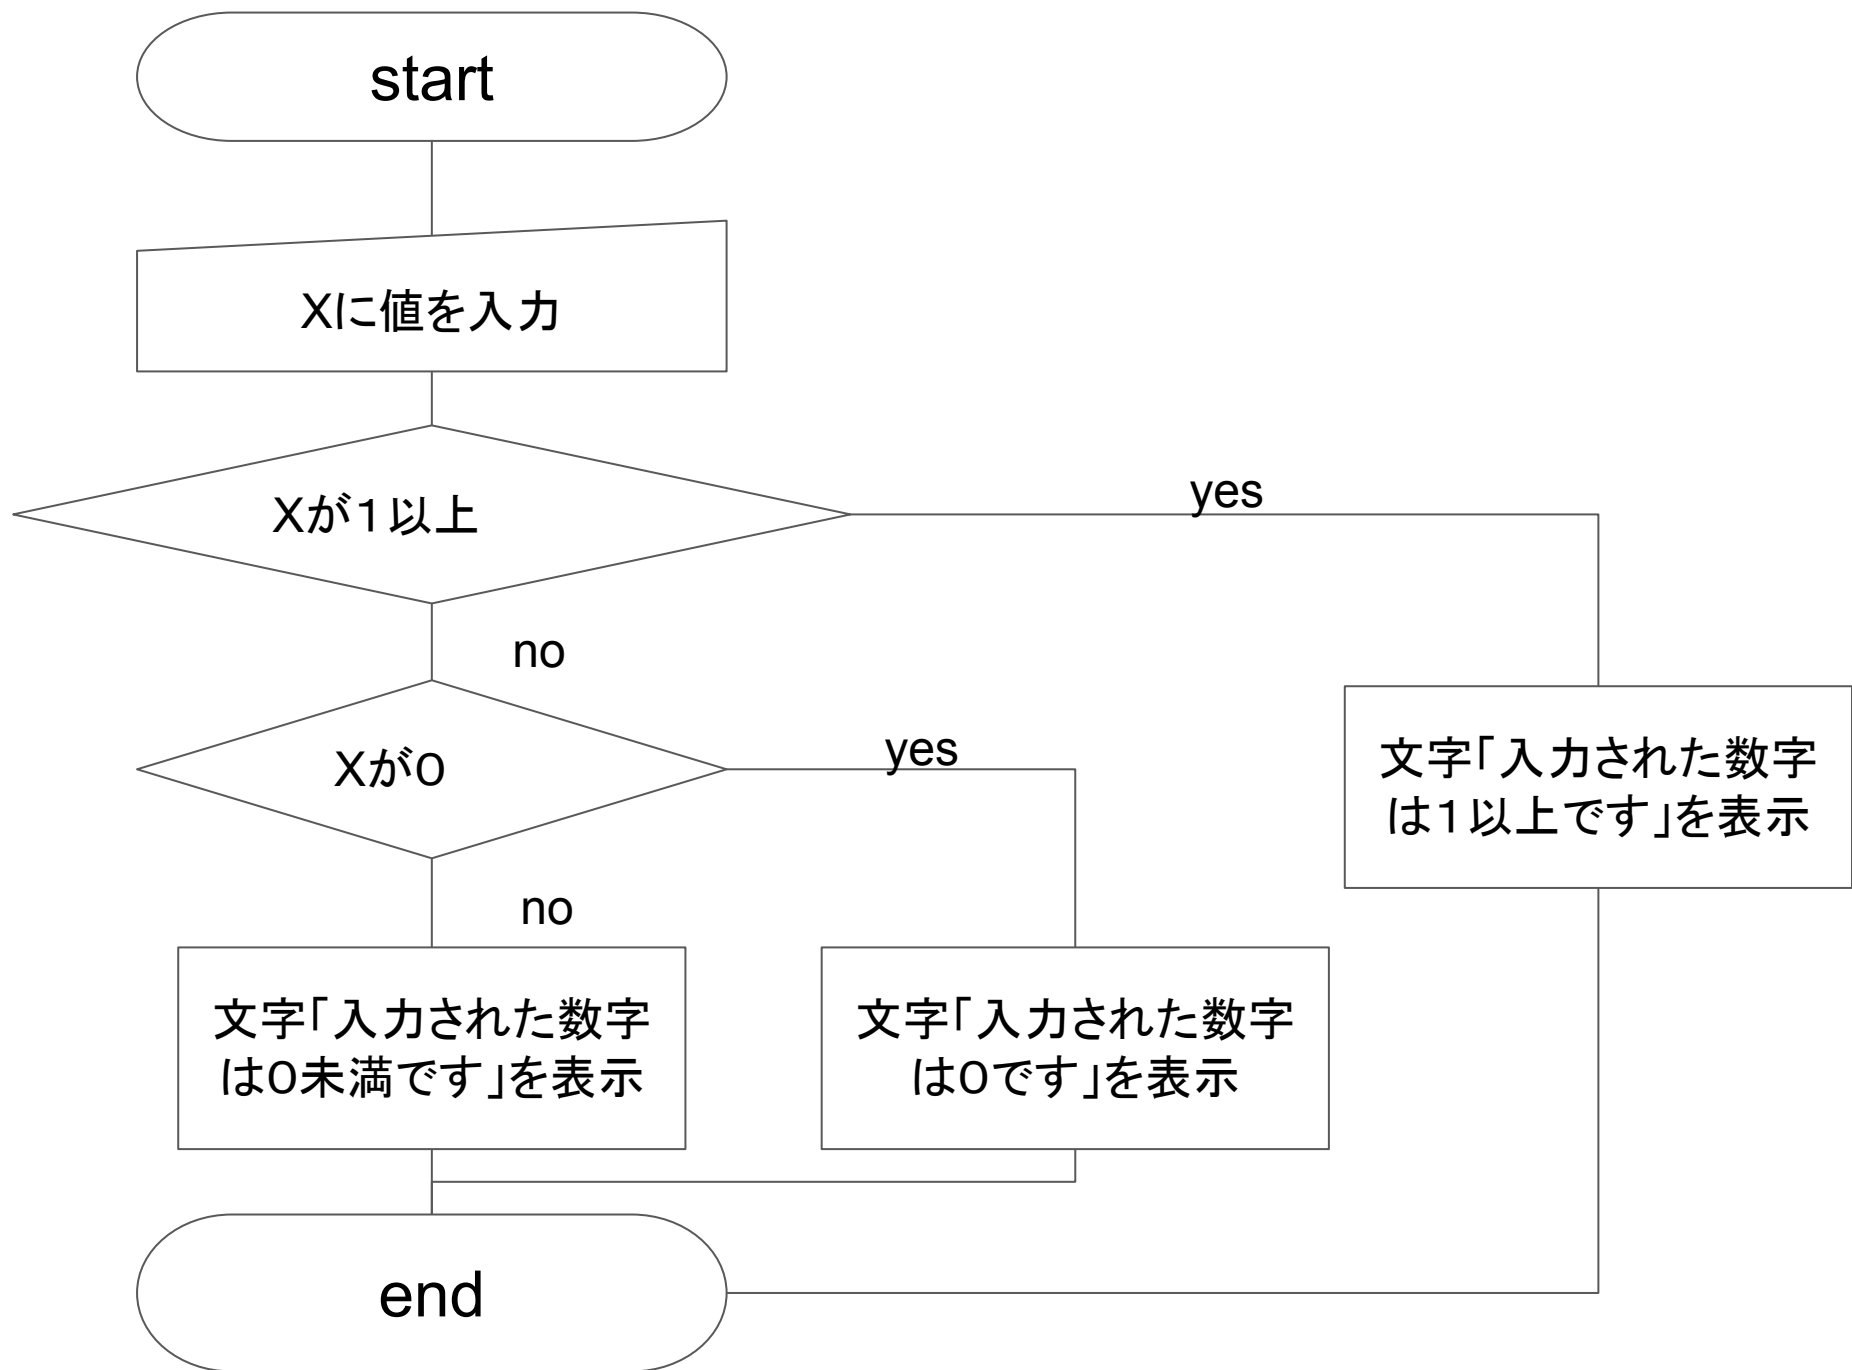 start
Xに値を入力
Xが1以上
yes
no
Xが0
yes
文字「入力された数字
は1以上です」を表示
no
文字「入力された数字
は0未満です」を表示
文字「入力された数字
は0です」を表示
end